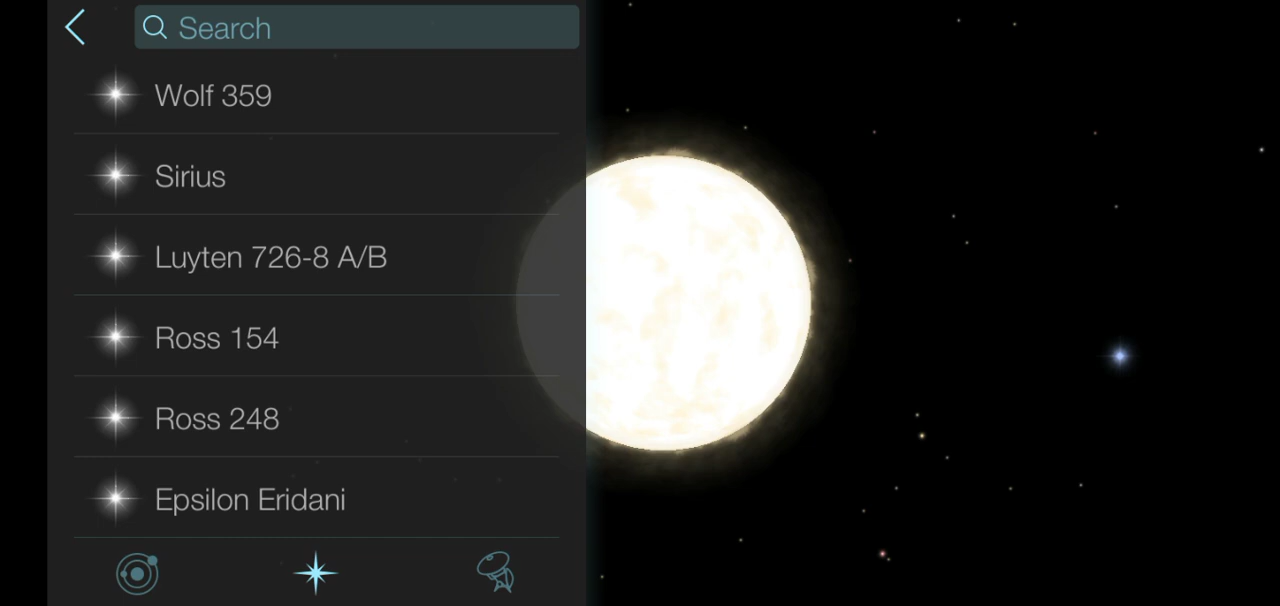 Search
Wolf 359
Sirius
Luyten 726-8 A/B
Ross 154
Ross 248
Epsilon Eridani